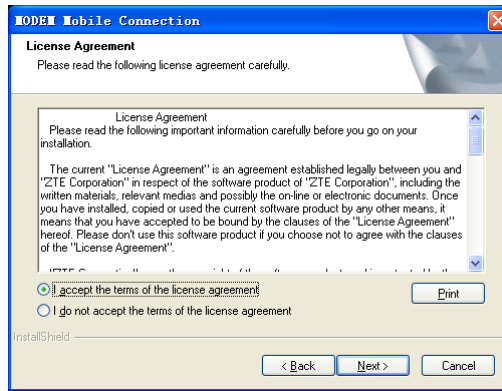 MODEM Mobile Connection
License Agreement
Please read the following license agreement carefully.
License Agreement
Please read the following important information carefully before you go on your
installation.
The current "License Agreement" is an agreement established legally between you and
"ZTE Corporation" in respect of the software product of "ZTE Corporation", including the
written materials, relevant medias and possibly the on-line or electronic documents. Once
you have installed, copied or used the current software product by any other means, it
means that you have accepted to be bound by the clauses of the "License Agreement"
hereof. Please don't use this software product if you choose not to agree with the clauses
of the "License Agreement".
I accept the terms of the license agreement
Print
I do not accept the terms of the license agreement
InstallShield
< Back
Next >
Cancel